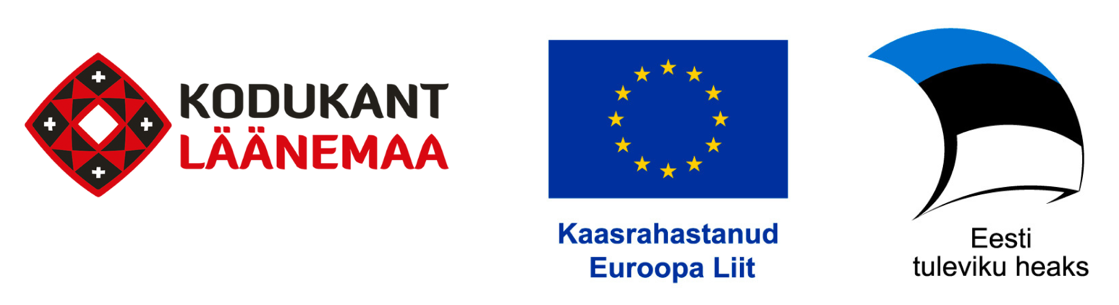 KODUKANT
LÄÄNEMAA
Kaasrahastanud
Euroopa Liit
Eesti
tuleviku heaks